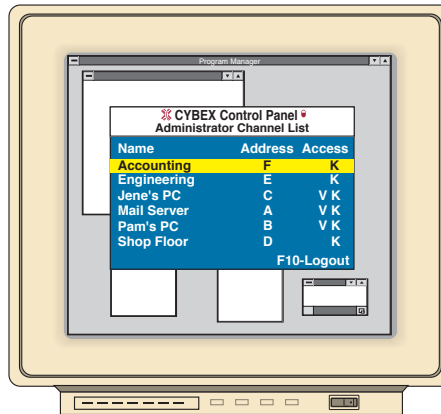 Program Manager
CYBEX Control Panel
Administrator Channel List
Name Address Access
Accounting F K
Engineering E K
Jene's PC C V K
Mail Server A V K
Pam's PC B V K
Shop Floor D K
F10-Logout